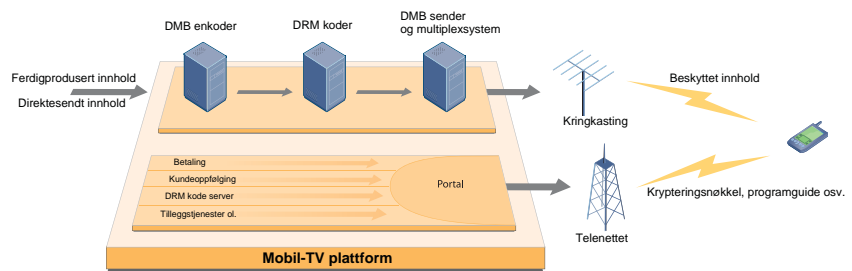 DMB enkoder
DRM koder
DMB sender
og multiplexsystem
Ferdigprodusert innhold
Direktesendt innhold
Kringkasting
Beskyttet innhold
Betaling
Kundeoppfølging
DRM kode server
Tilleggstjenester ol.
Portal
Telenettet
Krypteringsnøkkel, programguide osv.
Mobil-TV plattform